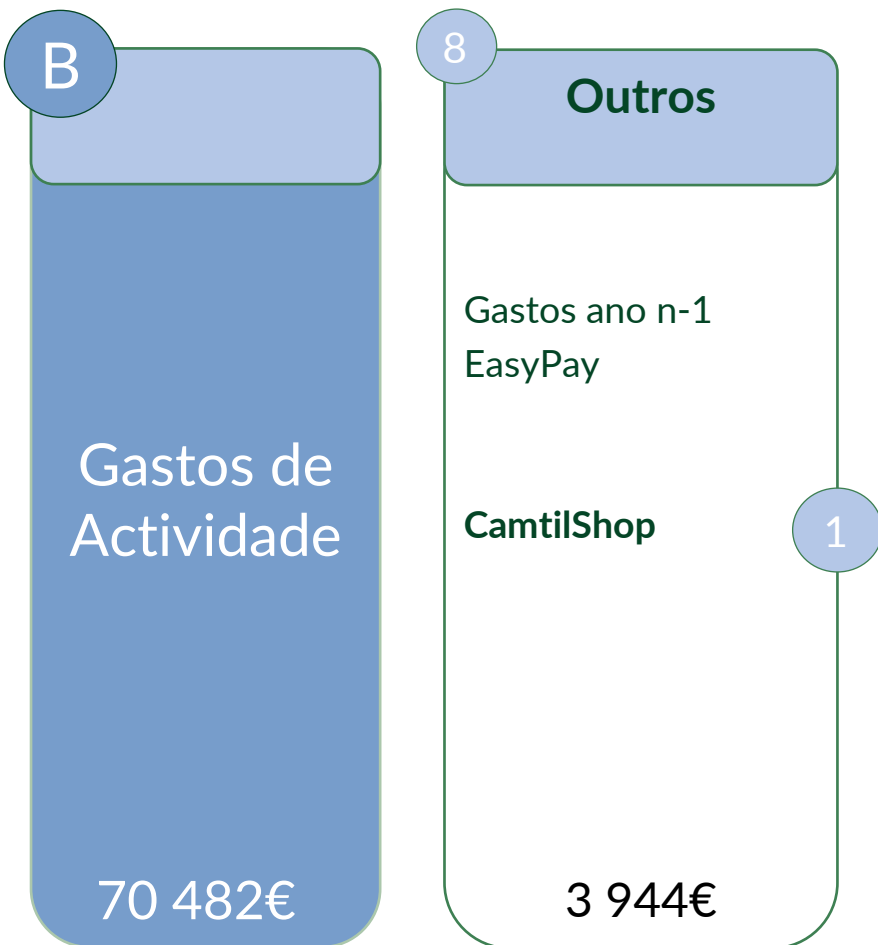 B
Gastos de
Actividade
70 482€
8
Outros
Gastos ano n-1
EasyPay
CamtilShop
1
3 944€